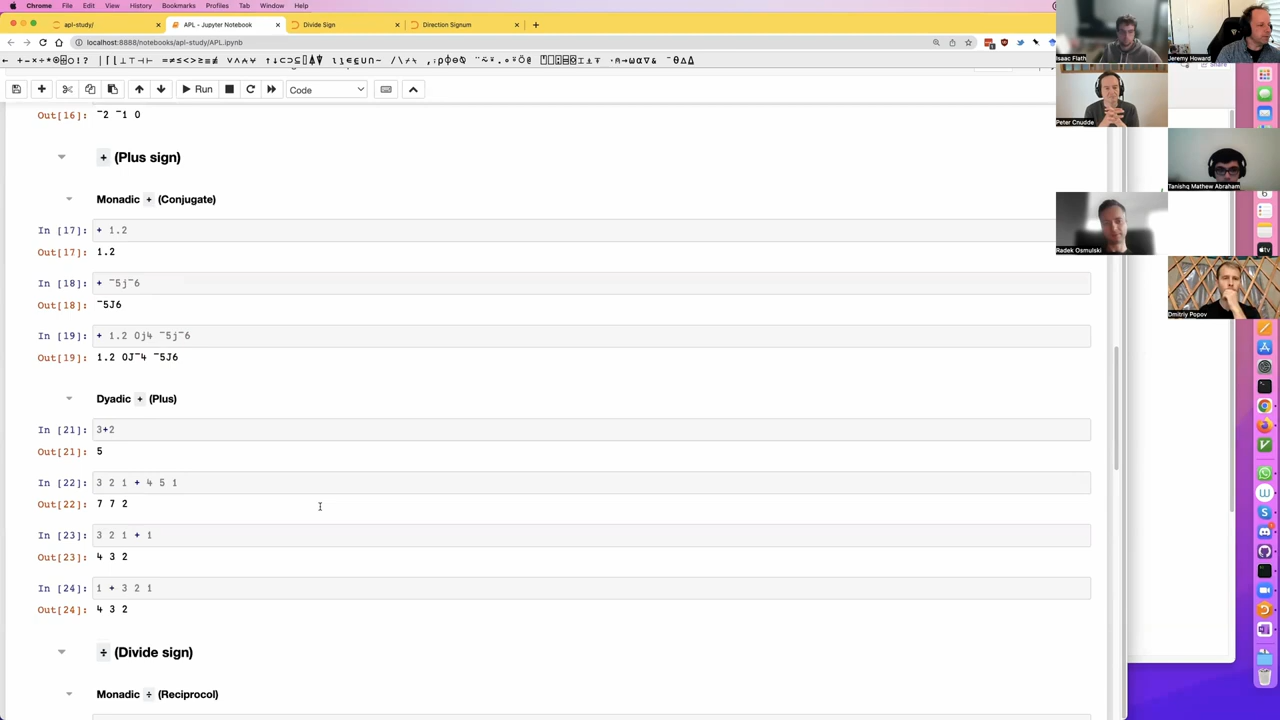 Chrome File Edit View History Bookmarks Profiles Tab Window Help
apl-study/ × APL - Jupyter Notebook × Divide Sign × Direction Signum × +
localhost:8888/notebooks/apl-study/APL.ipynb
Run Code
Out[16]: ¯2 ¯1 0
+ (Plus sign)
Monadic + (Conjugate)
In [17]: + 1.2
Out[17]: 1.2
In [18]: + ¯5j¯6
Out[18]: ¯5J6
In [19]: + 1.2 0j4 ¯5j¯6
Out[19]: 1.2 0J¯4 ¯5J6
Dyadic + (Plus)
In [21]: 3+2
Out[21]: 5
In [22]: 3 2 1 + 4 5 1
Out[22]: 7 7 2
In [23]: 3 2 1 + 1
Out[23]: 4 3 2
In [24]: 1 + 3 2 1
Out[24]: 4 3 2
÷ (Divide sign)
Monadic ÷ (Reciprocol)
Isaac Flath
Jeremy Howard
Share
Peter Cnudde
Tanishq Mathew Abraham
Radek Osmulski
Dmitriy Popov
tv